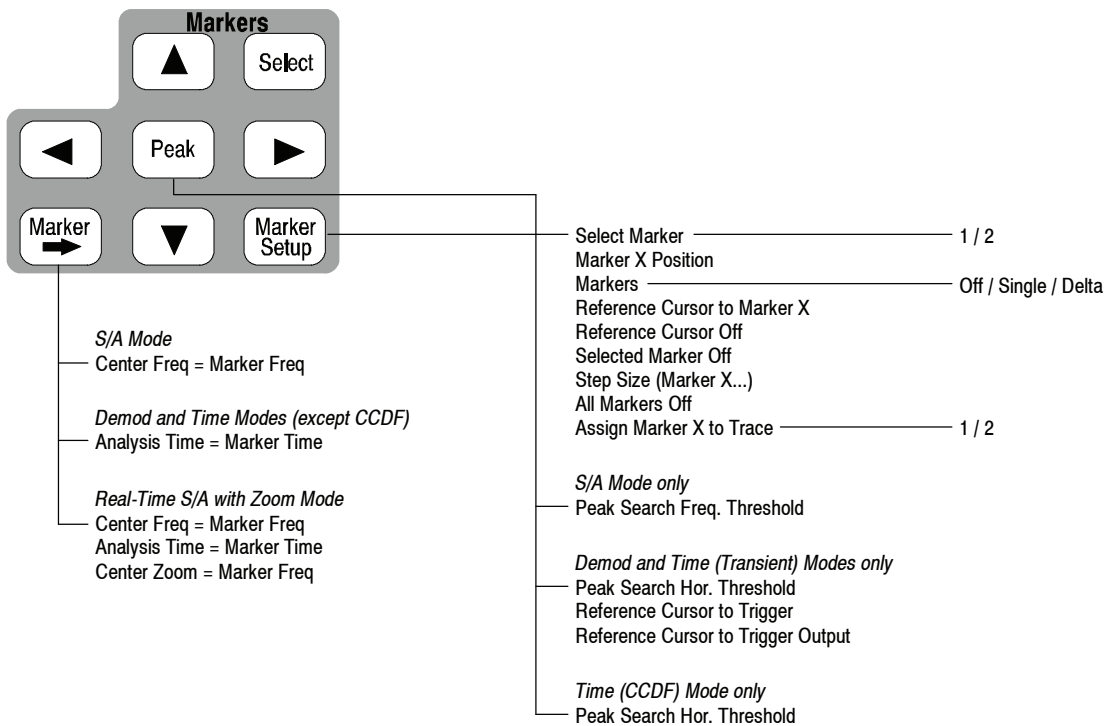 Markers
Select
Peak
Marker
Marker
Setup
S/A Mode
Center Freq = Marker Freq
Demod and Time Modes (except CCDF)
Analysis Time = Marker Time
Real-Time S/A with Zoom Mode
Center Freq = Marker Freq
Analysis Time = Marker Time
Center Zoom = Marker Freq
Select Marker 1 / 2
Marker X Position
Markers Off / Single / Delta
Reference Cursor to Marker X
Reference Cursor Off
Selected Marker Off
Step Size (Marker X...)
All Markers Off
Assign Marker X to Trace 1 / 2
S/A Mode only
Peak Search Freq. Threshold
Demod and Time (Transient) Modes only
Peak Search Hor. Threshold
Reference Cursor to Trigger
Reference Cursor to Trigger Output
Time (CCDF) Mode only
Peak Search Hor. Threshold